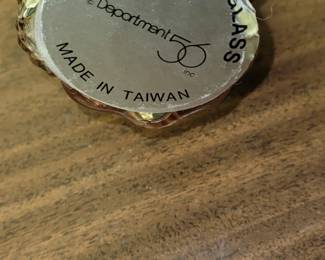 © Department 56 inc
GLASS
MADE IN TAIWAN